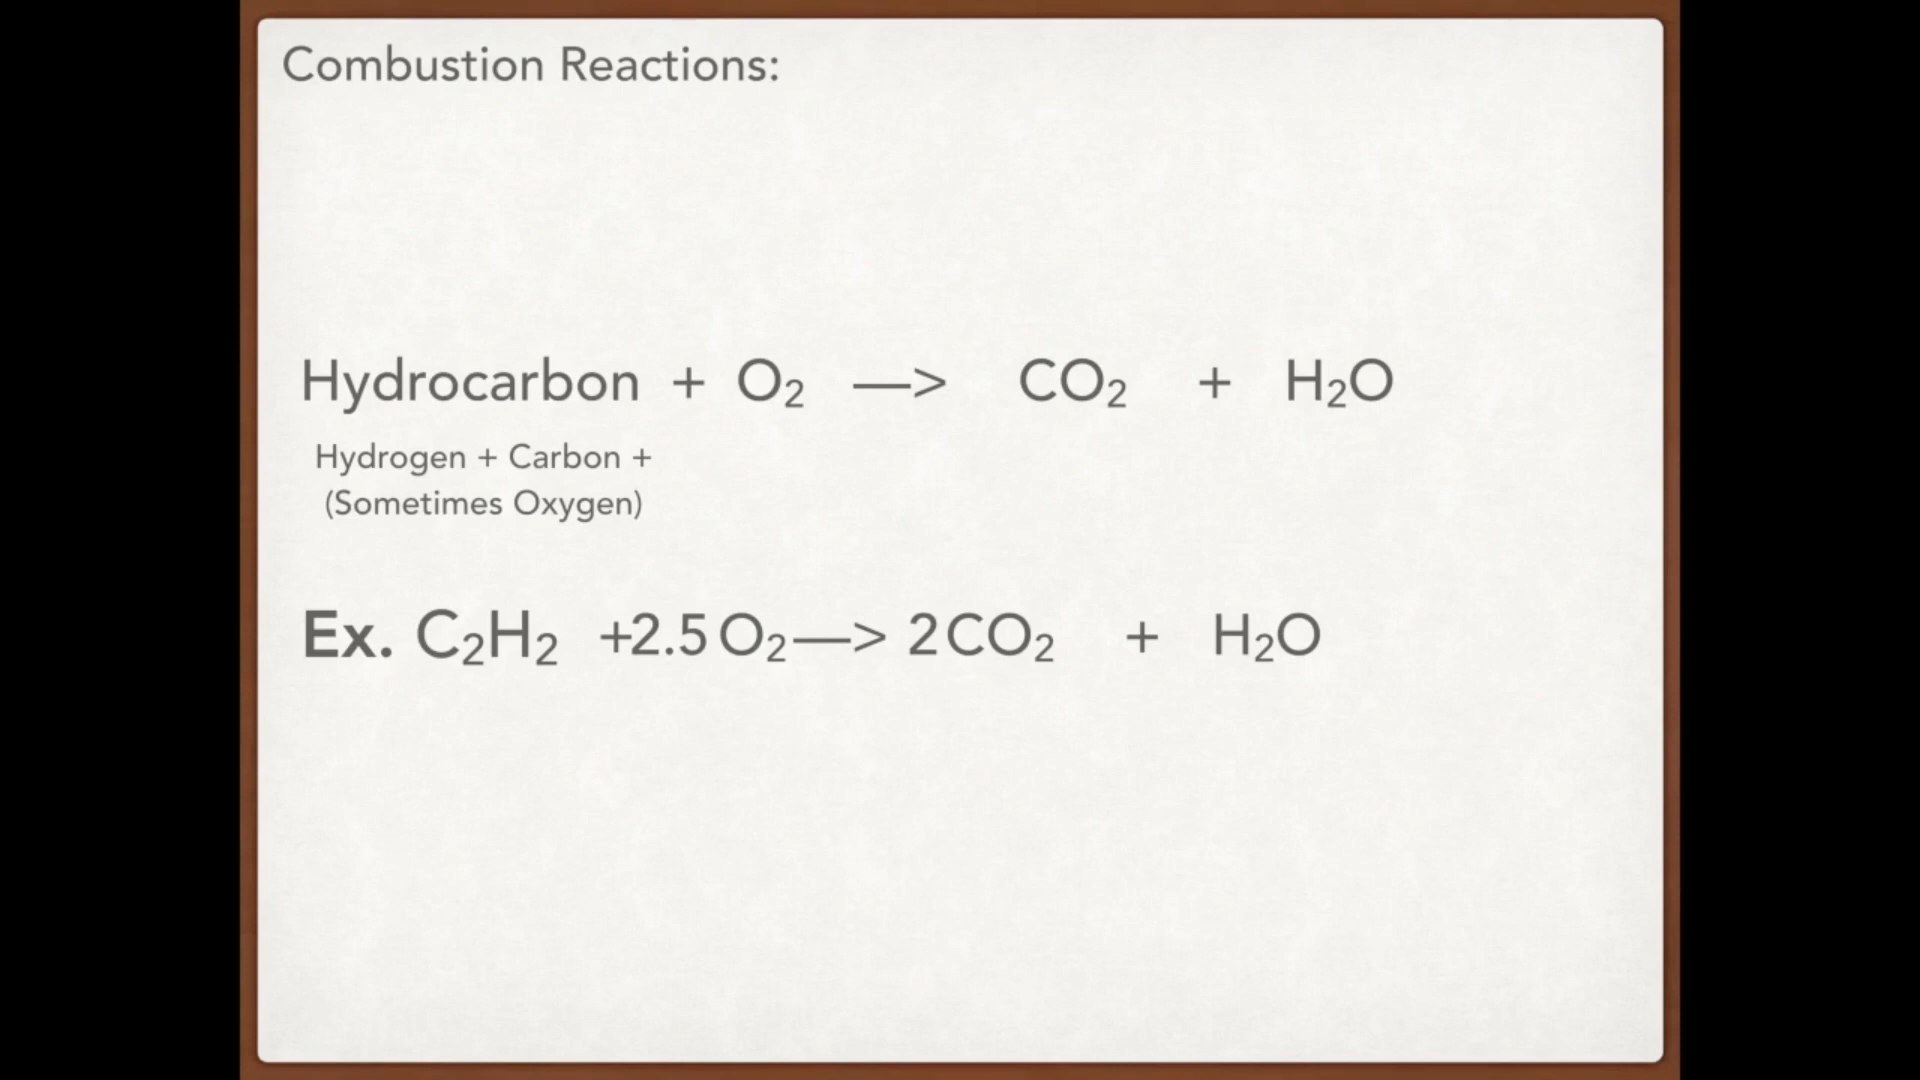 Combustion Reactions:
Hydrocarbon + O₂ —> CO₂ + H₂O
Hydrogen + Carbon +
(Sometimes Oxygen)
Ex. C₂H₂ +2.5 O₂—> 2CO₂ + H₂O